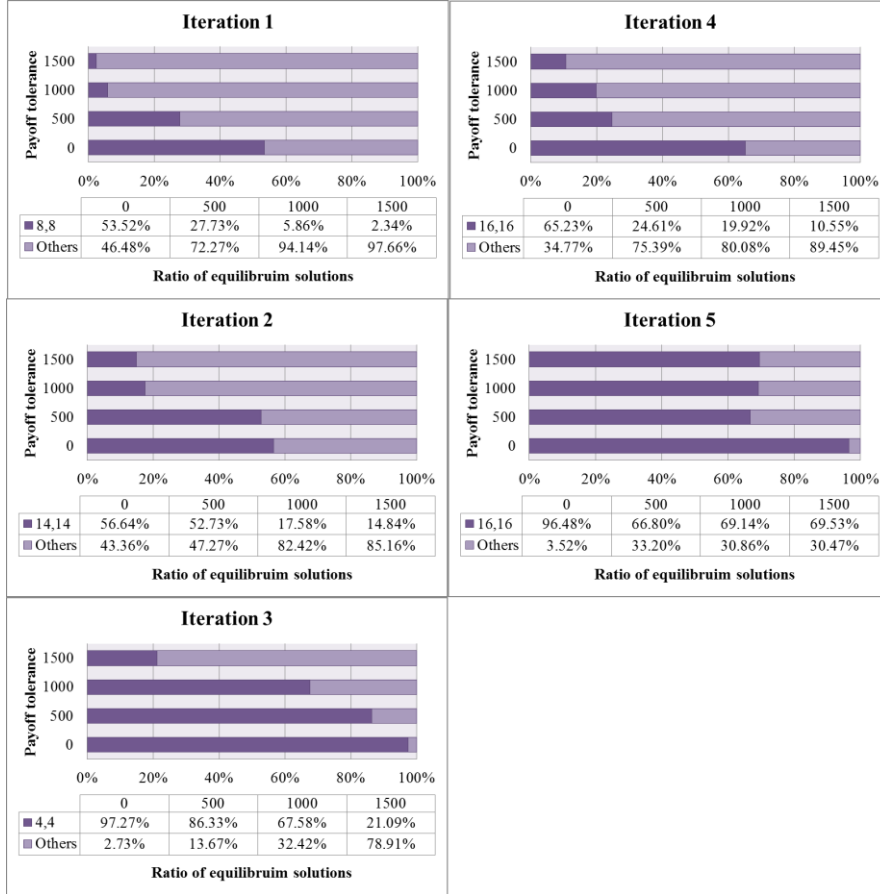 Iteration 1
Payoff tolerance
1500
1000
500
0
0% 20% 40% 60% 80% 100%
0 500 1000 1500
8,8 53.52% 27.73% 5.86% 2.34%
Others 46.48% 72.27% 94.14% 97.66%
Ratio of equilibruim solutions
Iteration 4
Payoff tolerance
1500
1000
500
0
0% 20% 40% 60% 80% 100%
0 500 1000 1500
16,16 65.23% 24.61% 19.92% 10.55%
Others 34.77% 75.39% 80.08% 89.45%
Ratio of equilibruim solutions
Iteration 2
Payoff tolerance
1500
1000
500
0
0% 20% 40% 60% 80% 100%
0 500 1000 1500
14,14 56.64% 52.73% 17.58% 14.84%
Others 43.36% 47.27% 82.42% 85.16%
Ratio of equilibruim solutions
Iteration 5
Payoff tolerance
1500
1000
500
0
0% 20% 40% 60% 80% 100%
0 500 1000 1500
16,16 96.48% 66.80% 69.14% 69.53%
Others 3.52% 33.20% 30.86% 30.47%
Ratio of equilibruim solutions
Iteration 3
Payoff tolerance
1500
1000
500
0
0% 20% 40% 60% 80% 100%
0 500 1000 1500
4,4 97.27% 86.33% 67.58% 21.09%
Others 2.73% 13.67% 32.42% 78.91%
Ratio of equilibruim solutions